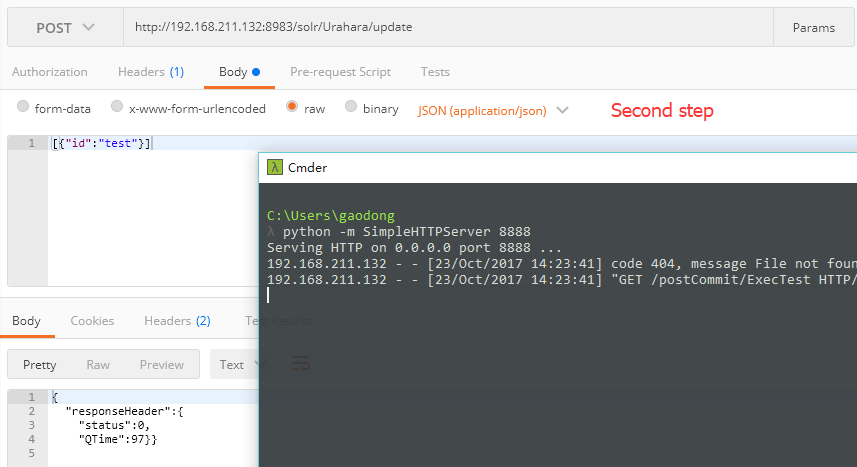 POST
http://192.168.211.132:8983/solr/Urahara/update
Params
Authorization
Headers (1)
Body
Pre-request Script
Tests
form-data
x-www-form-urlencoded
raw
binary
JSON (application/json)
Second step
1 [{"id":"test"}]
Cmder
C:\Users\gaodong
λ python -m SimpleHTTPServer 8888
Serving HTTP on 0.0.0.0 port 8888 ...
192.168.211.132 - - [23/Oct/2017 14:23:41] code 404, message File not foun
192.168.211.132 - - [23/Oct/2017 14:23:41] "GET /postCommit/ExecTest HTTP/
Body
Cookies
Headers (2)
Test Results
Pretty
Raw
Preview
Text
1 {
2 "responseHeader":{
3 "status":0,
4 "QTime":97}}
5